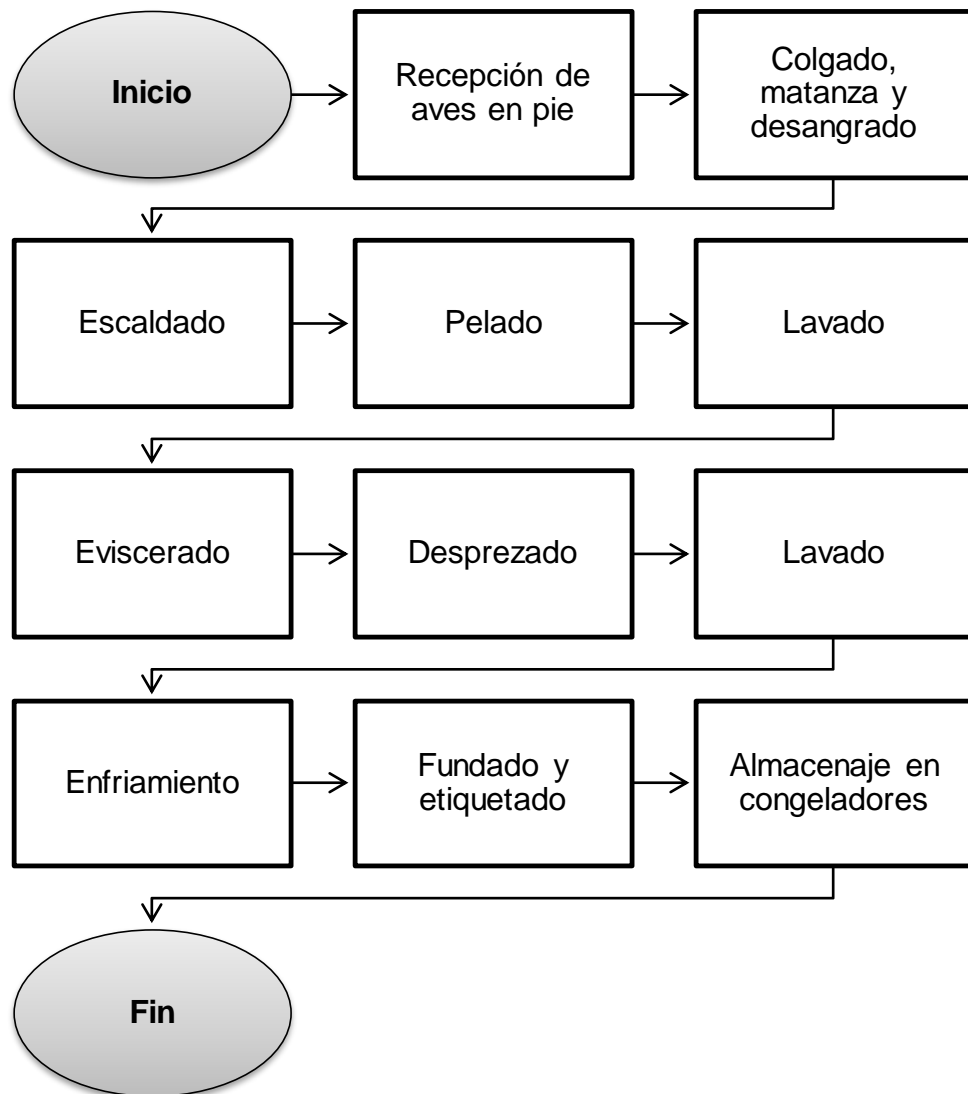 Inicio
Recepción de
aves en pie
Colgado,
matanza y
desangrado
Escaldado
Pelado
Lavado
Eviscerado
Desprezado
Lavado
Enfriamiento
Fundado y
etiquetado
Almacenaje en
congeladores
Fin